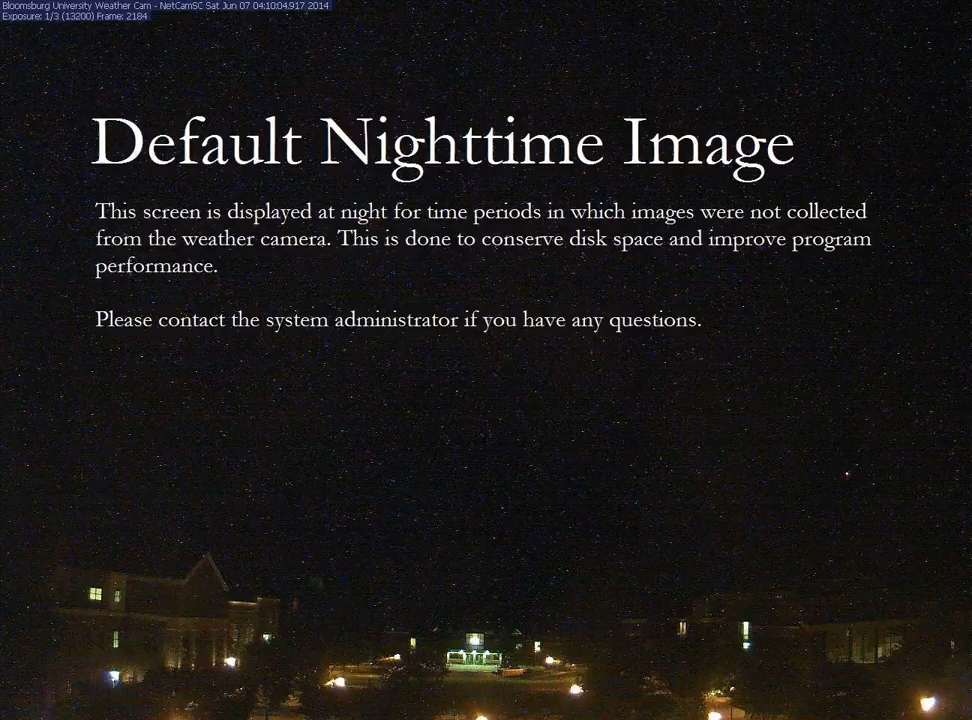 Bloomsburg University Weather Cam - NetCamSC Sat Jun 07 04:10:04.917 2014
Exposure: 1/3 (13200) Frame: 2184
Default Nighttime Image
This screen is displayed at night for time periods in which images were not collected
from the weather camera. This is done to conserve disk space and improve program
performance.
Please contact the system administrator if you have any questions.